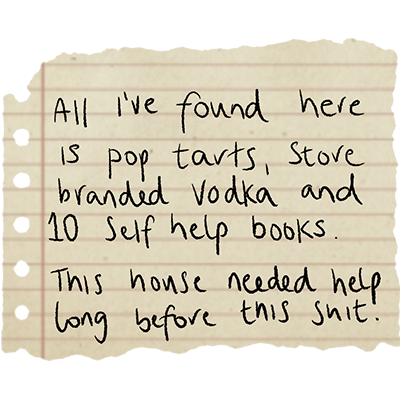 All I've found here
is pop tarts, store
branded vodka and
10 self help books.
This house needed help
long before this shit.